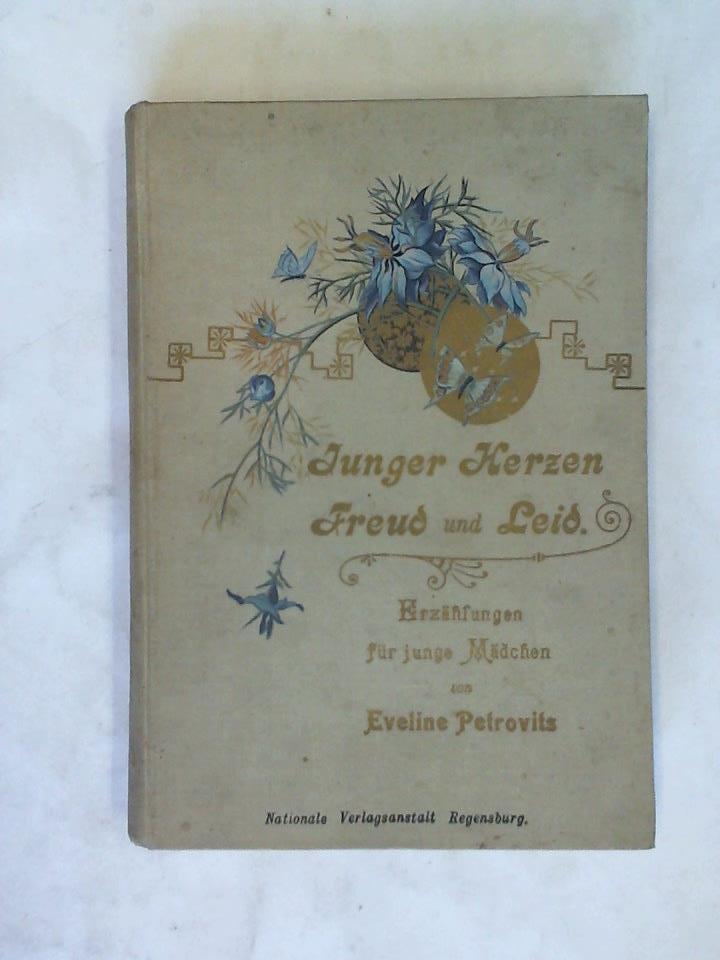 Junger Herzen
Freud und Leid.
Erzählungen
für junge Mädchen
von
Eveline Petrovits
Nationale Verlagsanstalt Regensburg.